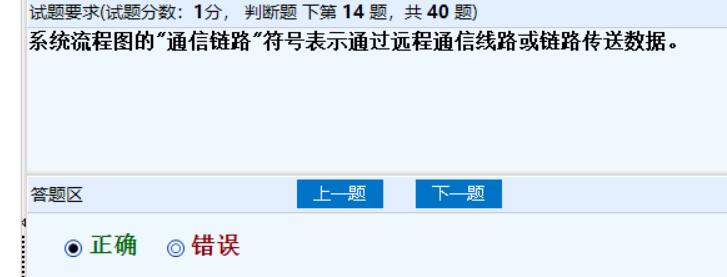 试题要求(试题分数：1分， 判断题 下第 14 题，共 40 题)
系统流程图的"通信链路"符号表示通过远程通信线路或链路传送数据。
答题区 上一题 下一题
正确 错误